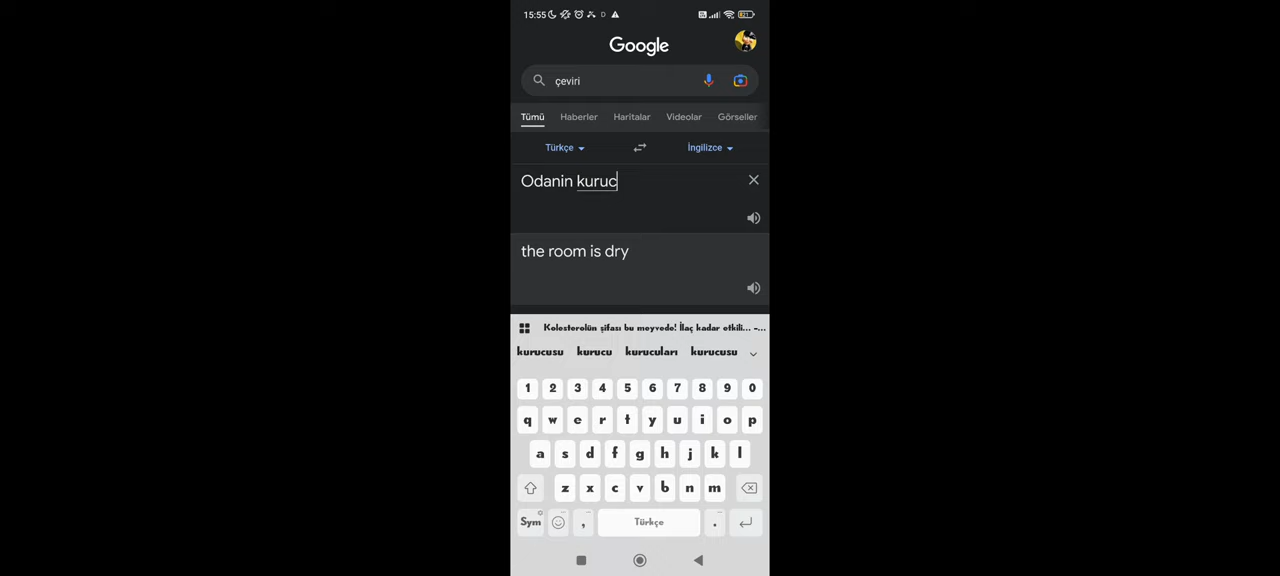 15:55
Google
çeviri
Tümü Haberler Haritalar Videolar Görseller
Türkçe İngilizce
Odanin kuruc
the room is dry
Kolesterolün şifası bu meyvede! İlaç kadar etkili... -...
kurucusu kurucu kurucuları kurucusu
1 2 3 4 5 6 7 8 9 0
q w e r t y u i o p
a s d f g h j k l
z x c v b n m
Sym , Türkçe .